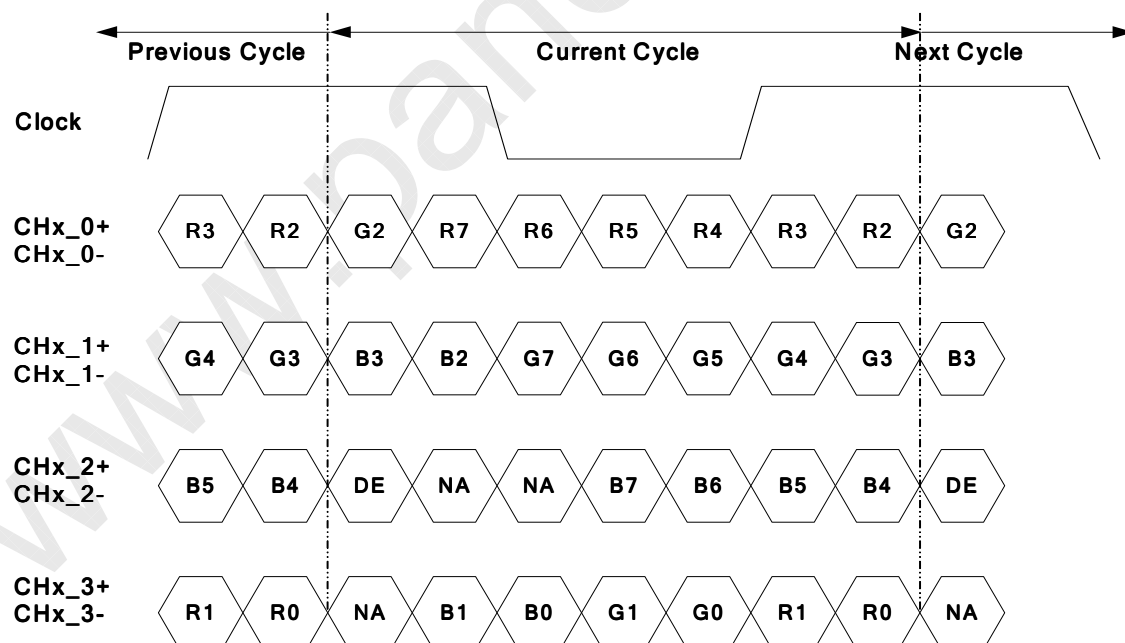 Previous Cycle Current Cycle Next Cycle
Clock
CHx_0+
CHx_0-
R3 R2 G2 R7 R6 R5 R4 R3 R2 G2
CHx_1+
CHx_1-
G4 G3 B3 B2 G7 G6 G5 G4 G3 B3
CHx_2+
CHx_2-
B5 B4 DE NA NA B7 B6 B5 B4 DE
CHx_3+
CHx_3-
R1 R0 NA B1 B0 G1 G0 R1 R0 NA
www.pan